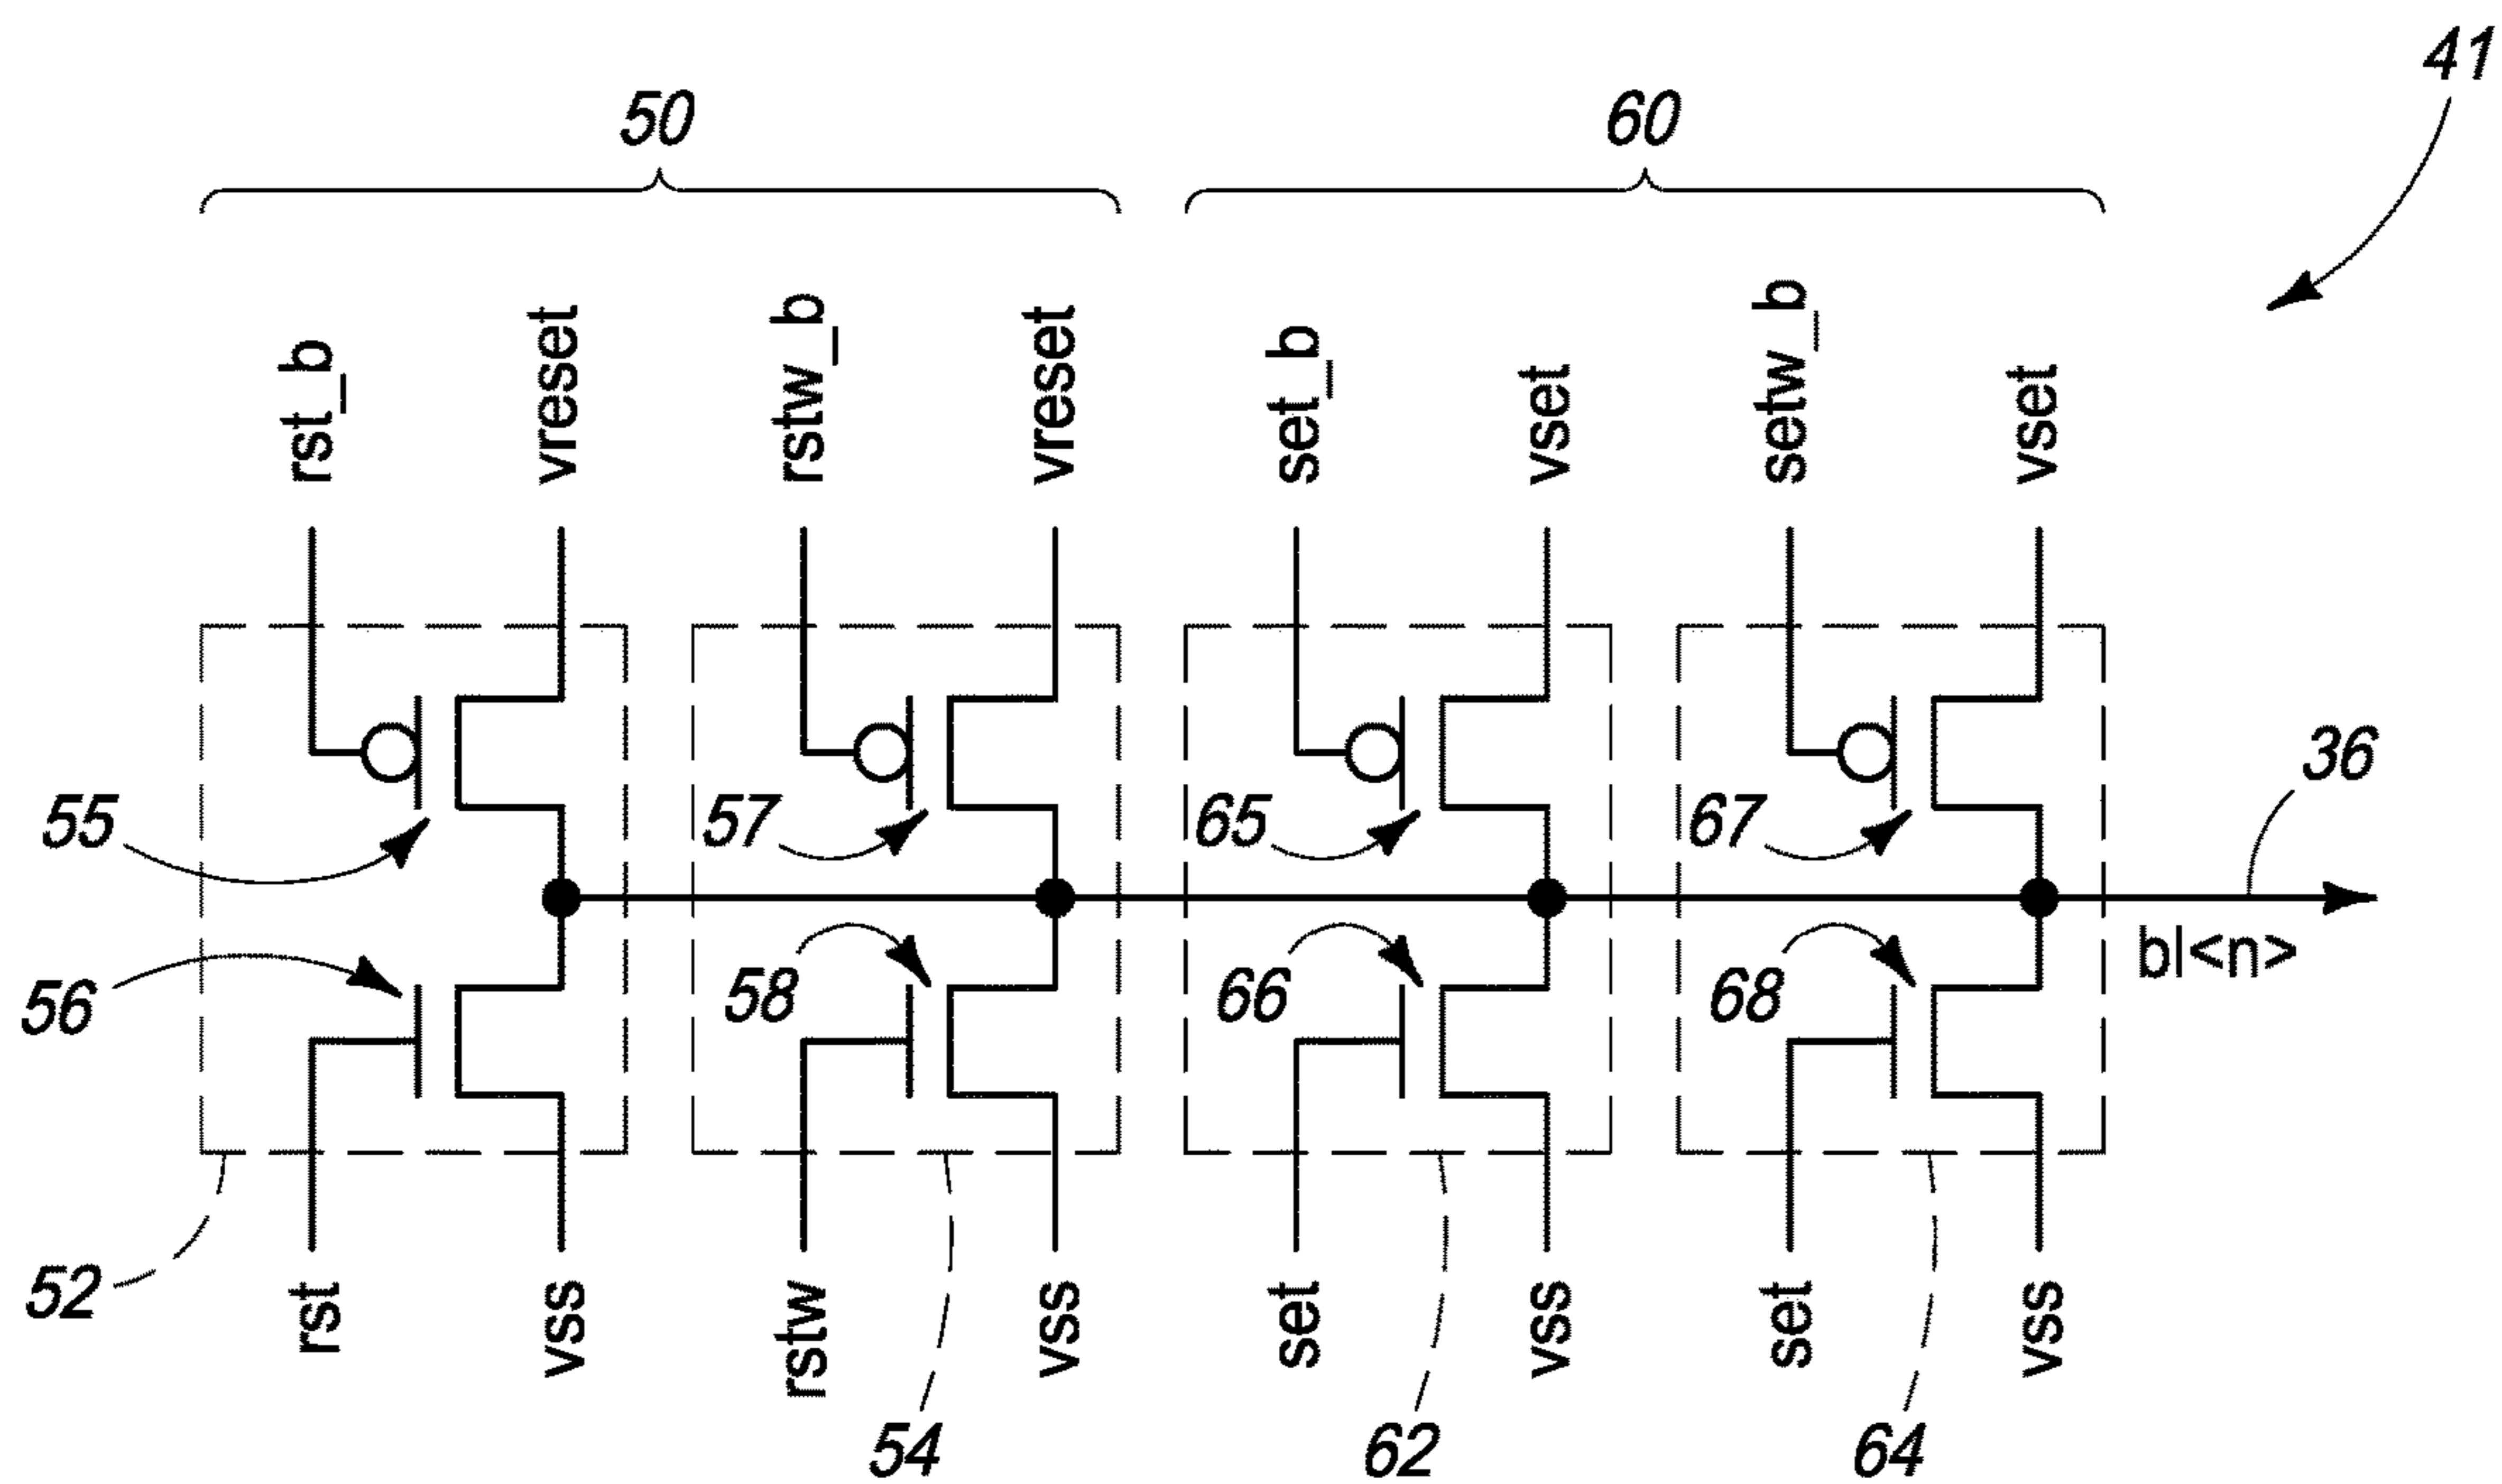 41
50
60
rst_b
vreset
rstw_b
vreset
set_b
vset
setw_b
vset
36
55
57
65
67
bl<n>
56
58
66
68
52
rst
vss
rstw
vss
set
vss
set
vss
54
62
64